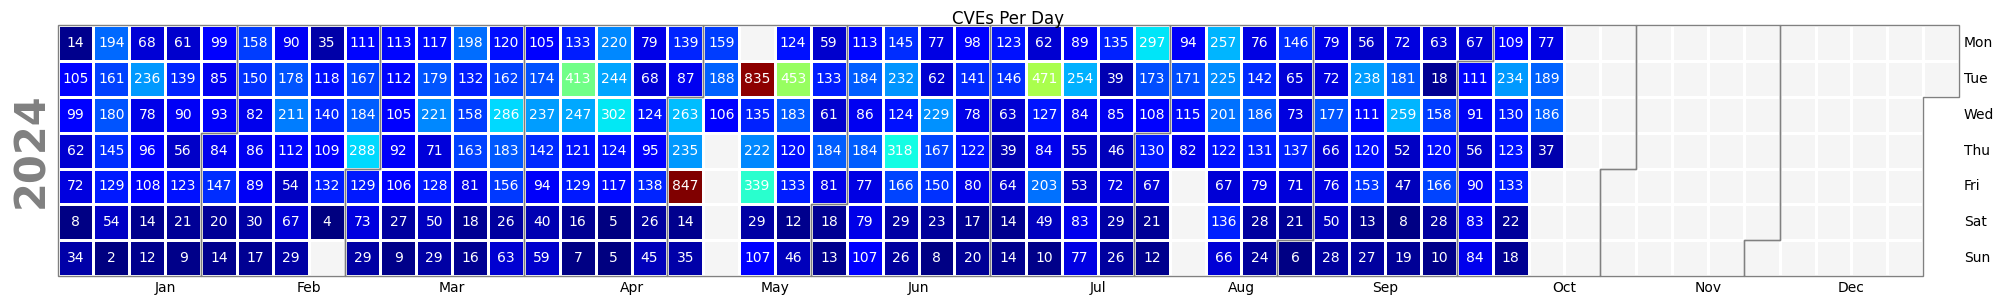 CVEs Per Day
14 194 68 61 99 158 90 35 111 113 117 198 120 105 133 220 79 139 159 124 59 113 145 77 98 123 62 89 135 297 94 257 76 146 79 56 72 63 67 109 77 Mon
105 161 236 139 85 150 178 118 167 112 179 132 162 174 413 244 68 87 188 835 453 133 184 232 62 141 146 471 254 39 173 171 225 142 65 72 238 181 18 111 234 189 Tue
99 180 78 90 93 82 211 140 184 105 221 158 286 237 247 302 124 263 106 135 183 61 86 124 229 78 63 127 84 85 108 115 201 186 73 177 111 259 158 91 130 186 Wed
62 145 96 56 84 86 112 109 288 92 71 163 183 142 121 124 95 235 222 120 184 184 318 167 122 39 84 55 46 130 82 122 131 137 66 120 52 120 56 123 37 Thu
72 129 108 123 147 89 54 132 129 106 128 81 156 94 129 117 138 847 339 133 81 77 166 150 80 64 203 53 72 67 67 79 71 76 153 47 166 90 133 Fri
8 54 14 21 20 30 67 4 73 27 50 18 26 40 16 5 26 14 29 12 18 79 29 23 17 14 49 83 29 21 136 28 21 50 13 8 28 83 22 Sat
34 2 12 9 14 17 29 29 9 29 16 63 59 7 5 45 35 107 46 13 107 26 8 20 14 10 77 26 12 66 24 6 28 27 19 10 84 18 Sun
Jan Feb Mar Apr May Jun Jul Aug Sep Oct Nov Dec
2024